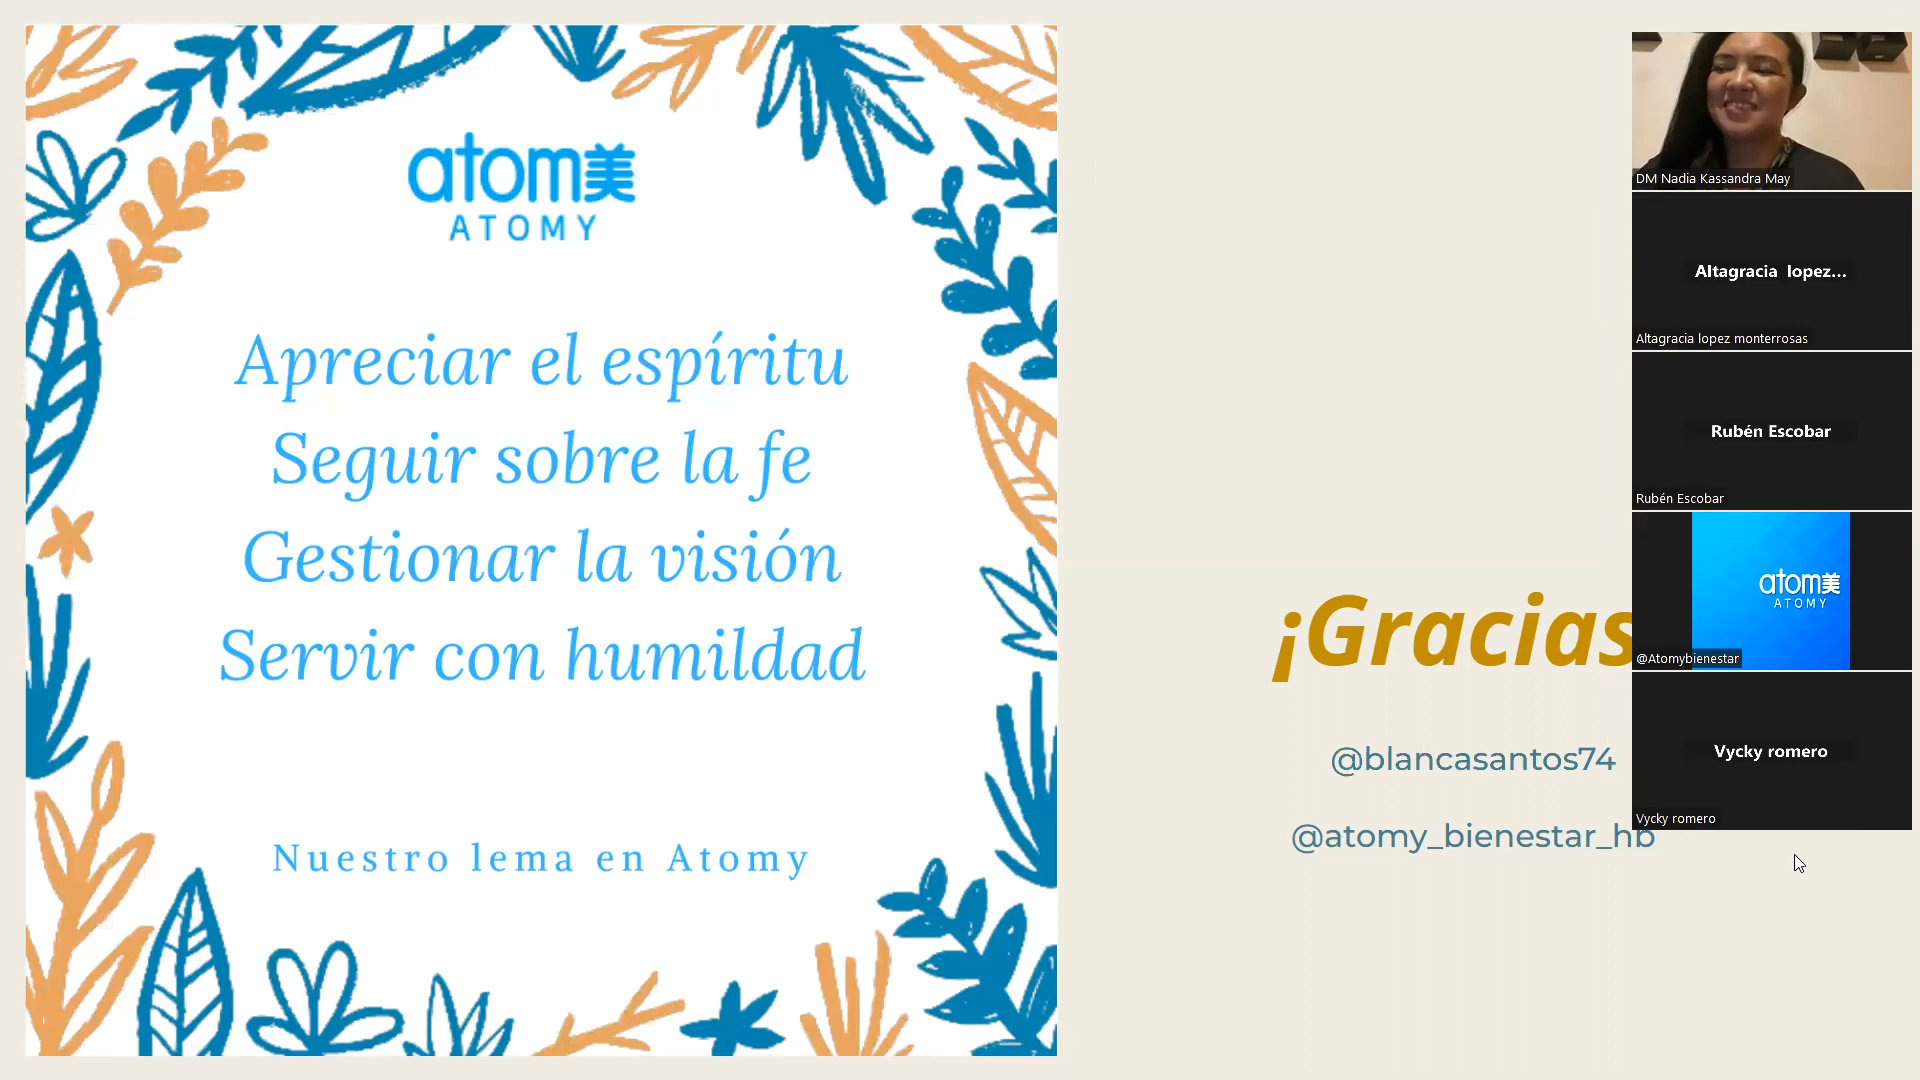 atom美
ATOMY
Apreciar el espíritu
Seguir sobre la fe
Gestionar la visión
Servir con humildad
Nuestro lema en Atomy
¡Gracias
@blancasantos74
@atomy_bienestar_hb
DM Nadia Kassandra May
Altagracia lopez...
Altagracia lopez monterrosas
Rubén Escobar
Rubén Escobar
atom美
ATOMY
@Atomybienestar
Vycky romero
Vycky romero